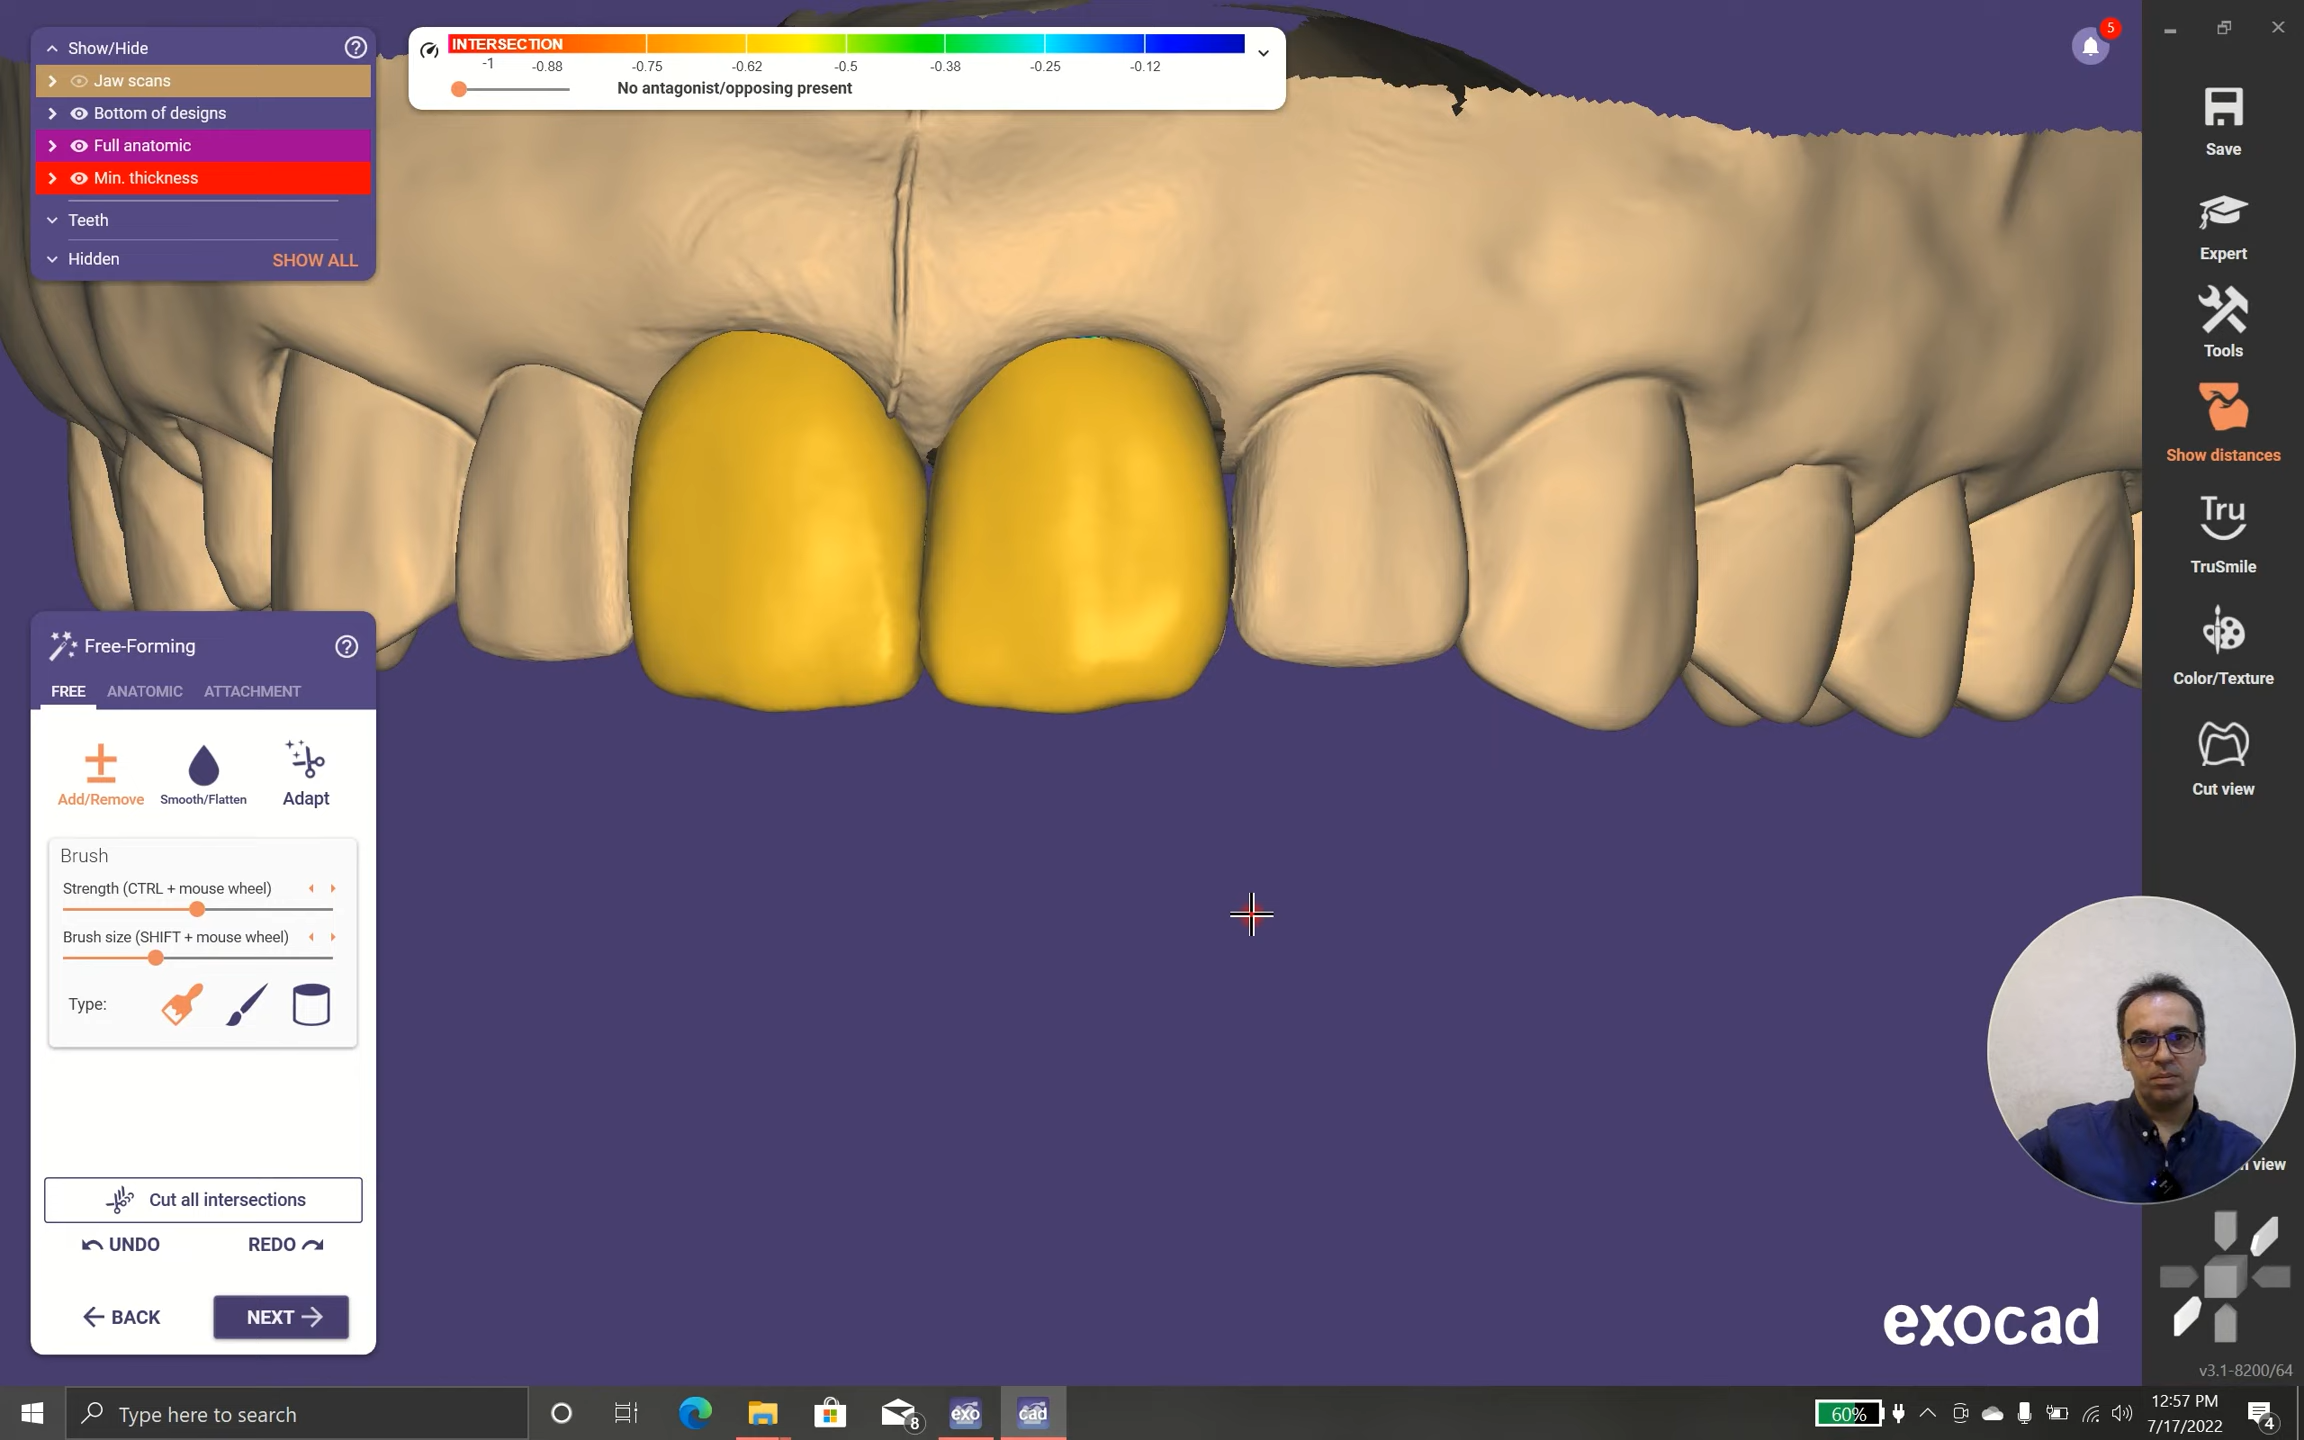 Show/Hide
Jaw scans
Bottom of designs
Full anatomic
Min. thickness
Teeth
Hidden SHOW ALL
INTERSECTION
-1 -0.88 -0.75 -0.62 -0.5 -0.38 -0.25 -0.12
No antagonist/opposing present
5
Save
Expert
Tools
Show distances
Tru
TruSmile
Color/Texture
Cut view
view
Free-Forming
FREE ANATOMIC ATTACHMENT
Add/Remove Smooth/Flatten Adapt
Brush
Strength (CTRL + mouse wheel)
Brush size (SHIFT + mouse wheel)
Type:
Cut all intersections
UNDO REDO
BACK NEXT
exocad
v3.1-8200/64
Type here to search
8
exo
cad
60%
12:57 PM
7/17/2022
4